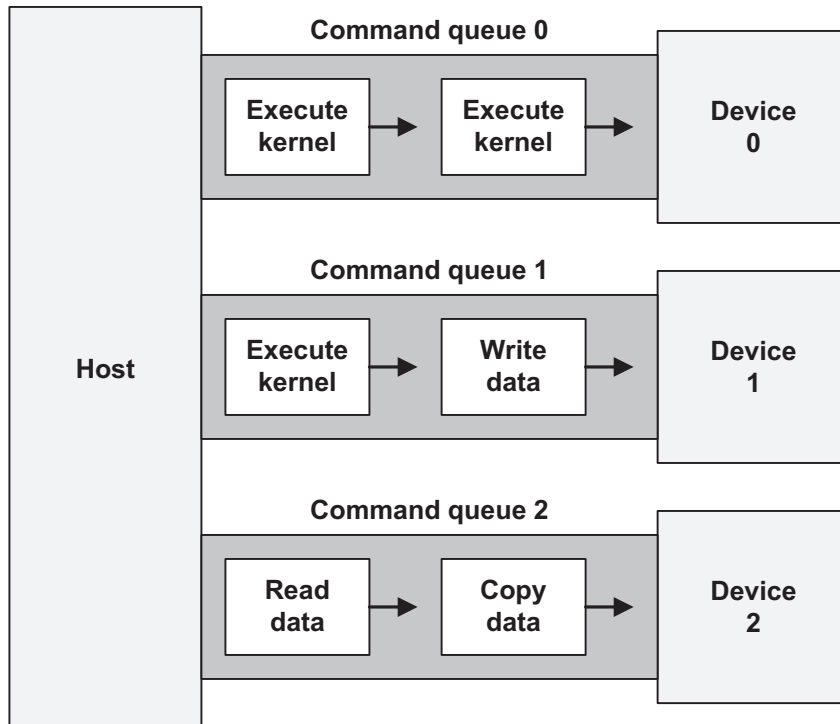 Command queue 0
Execute
kernel
Execute
kernel
Device
0
Command queue 1
Host
Execute
kernel
Write
data
Device
1
Command queue 2
Read
data
Copy
data
Device
2